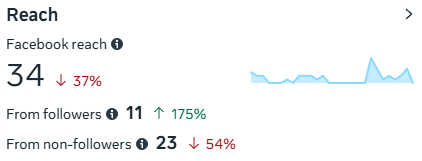 Reach
Facebook reach
34 ↓ 37%
From followers 11 ↑ 175%
From non-followers 23 ↓ 54%